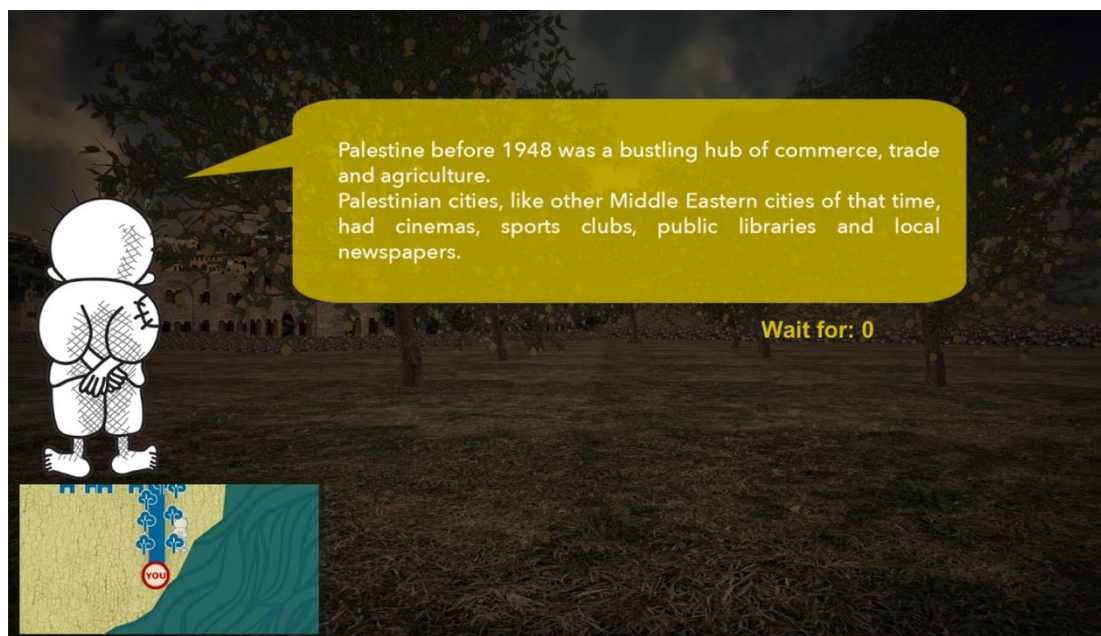 Palestine before 1948 was a bustling hub of commerce, trade
and agriculture.
Palestinian cities, like other Middle Eastern cities of that time,
had cinemas, sports clubs, public libraries and local
newspapers.
Wait for: 0
YOU